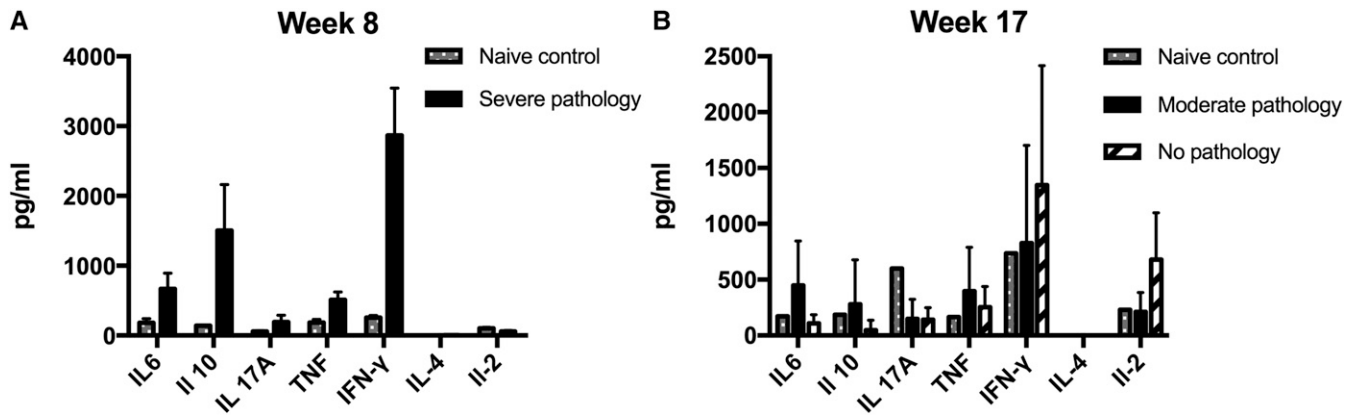 A
Week 8
4000
3000
2000
1000
0
pg/ml
Naive control
Severe pathology
IL6
Il 10
IL 17A
TNF
IFN-γ
IL-4
Il-2
B
Week 17
2500
2000
1500
1000
500
0
pg/ml
Naive control
Moderate pathology
No pathology
IL6
Il 10
IL 17A
TNF
IFN-γ
IL-4
Il-2